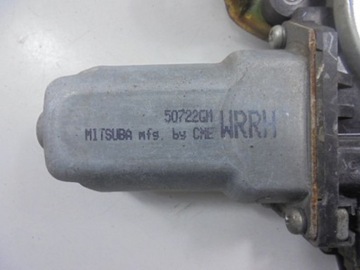 50722GM
MITSUBA mfg. by CME WRRH